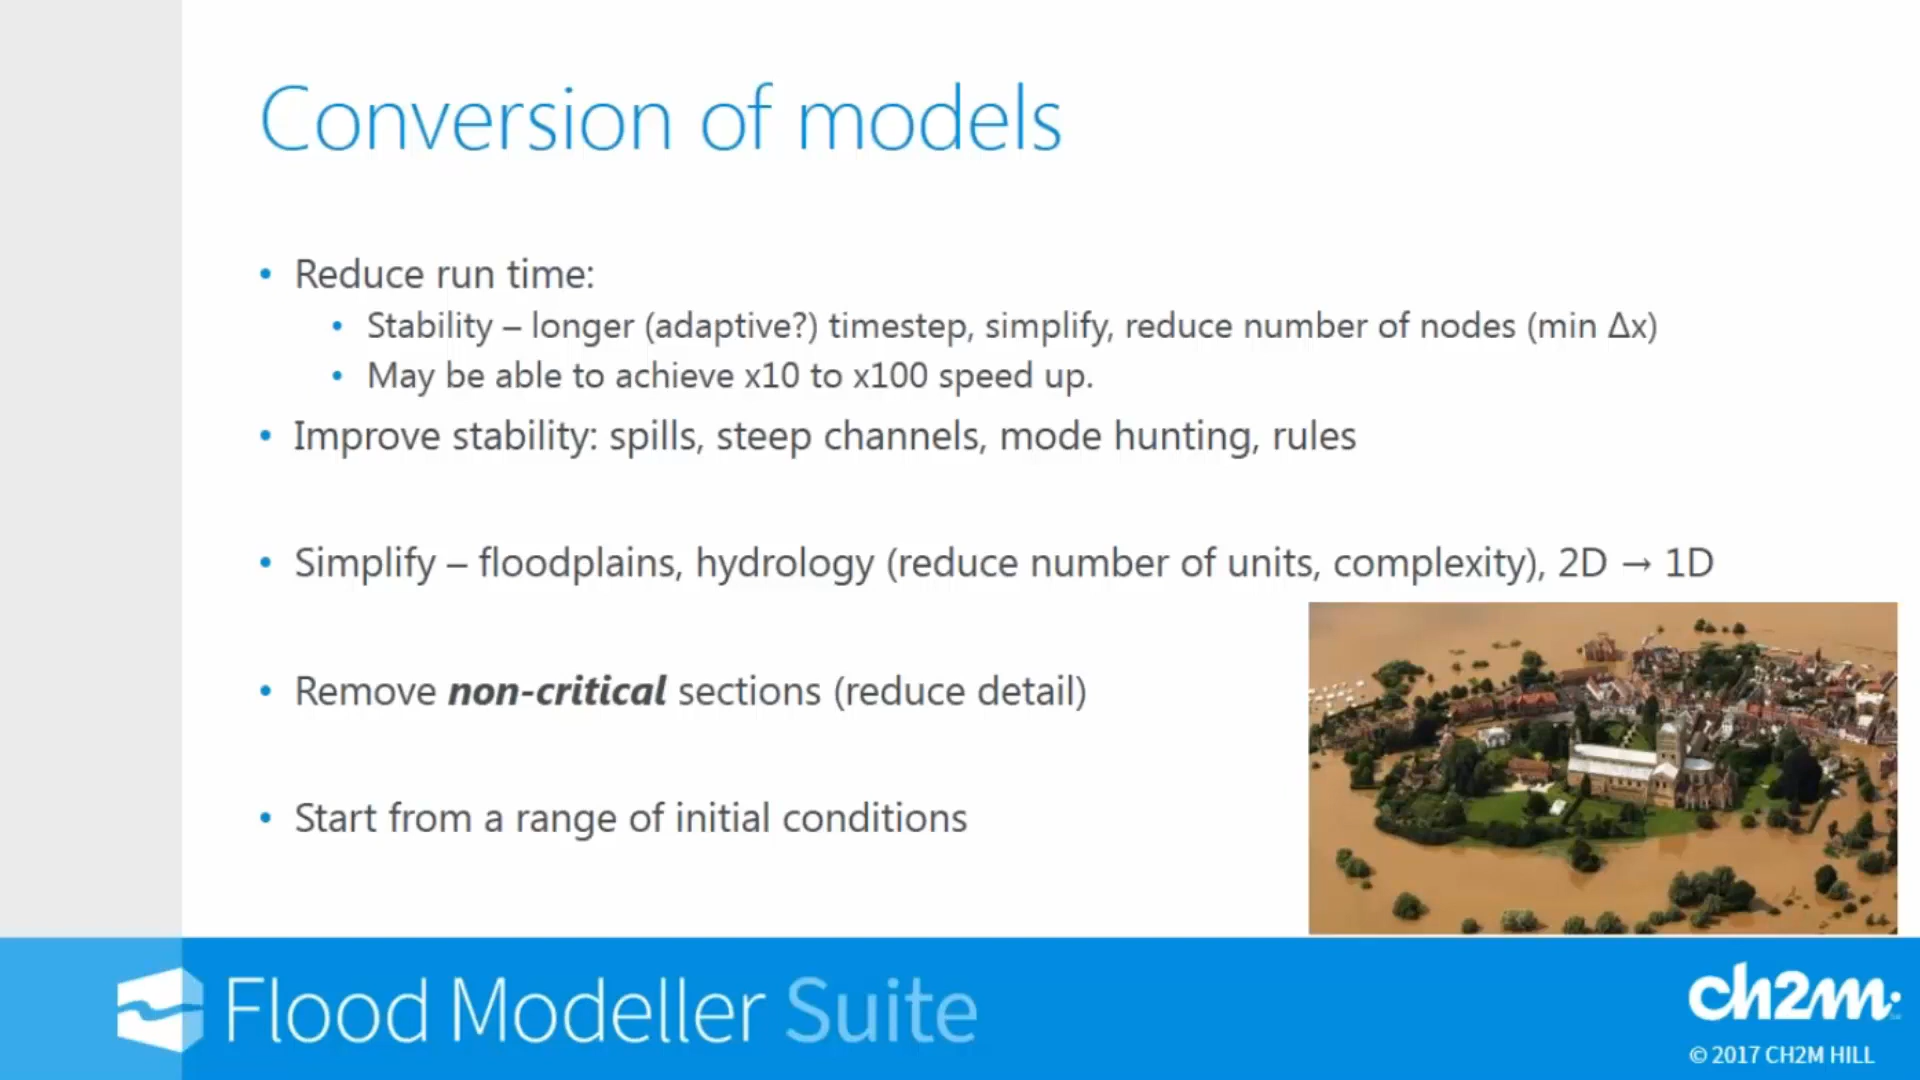 Conversion of models
• Reduce run time:
• Stability – longer (adaptive?) timestep, simplify, reduce number of nodes (min Δx)
• May be able to achieve x10 to x100 speed up.
• Improve stability: spills, steep channels, mode hunting, rules
• Simplify – floodplains, hydrology (reduce number of units, complexity), 2D → 1D
• Remove non-critical sections (reduce detail)
• Start from a range of initial conditions
Flood Modeller Suite
ch2m:
© 2017 CH2M HILL